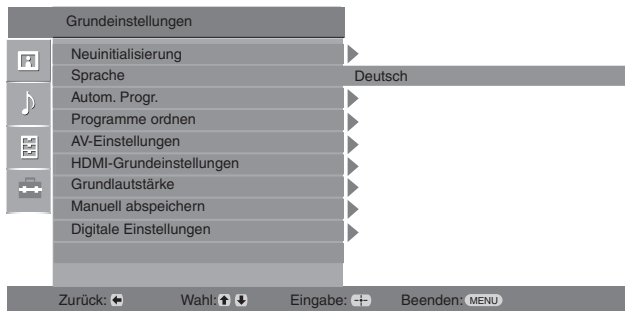 Grundeinstellungen
Neuinitialisierung
Sprache Deutsch
Autom. Progr.
Programme ordnen
AV-Einstellungen
HDMI-Grundeinstellungen
Grundlautstärke
Manuell abspeichern
Digitale Einstellungen
Zurück: Wahl: Eingabe: Beenden: MENU